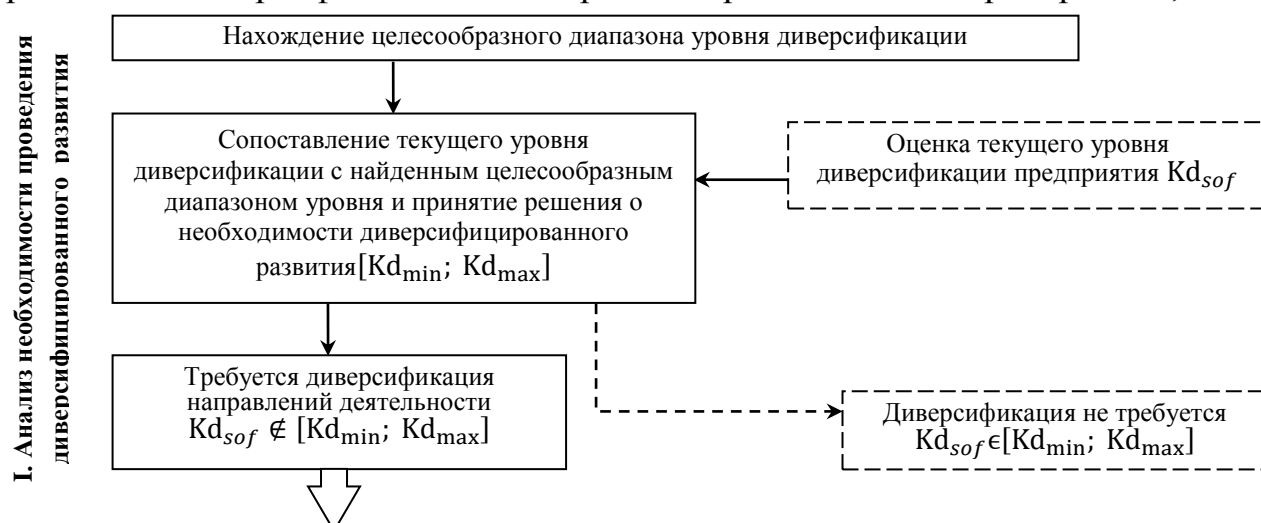 I. Анализ необходимости проведения
диверсифицированного развития
Нахождение целесообразного диапазона уровня диверсификации
Сопоставление текущего уровня
диверсификации с найденным целесообразным
диапазоном уровня и принятие решения о
необходимости диверсифицированного
развития[Kd_min; Kd_max]
Оценка текущего уровня
диверсификации предприятия Kd_sof
Требуется диверсификация
направлений деятельности
Kd_sof ∉ [Kd_min; Kd_max]
Диверсификация не требуется
Kd_sof ϵ[Kd_min; Kd_max]